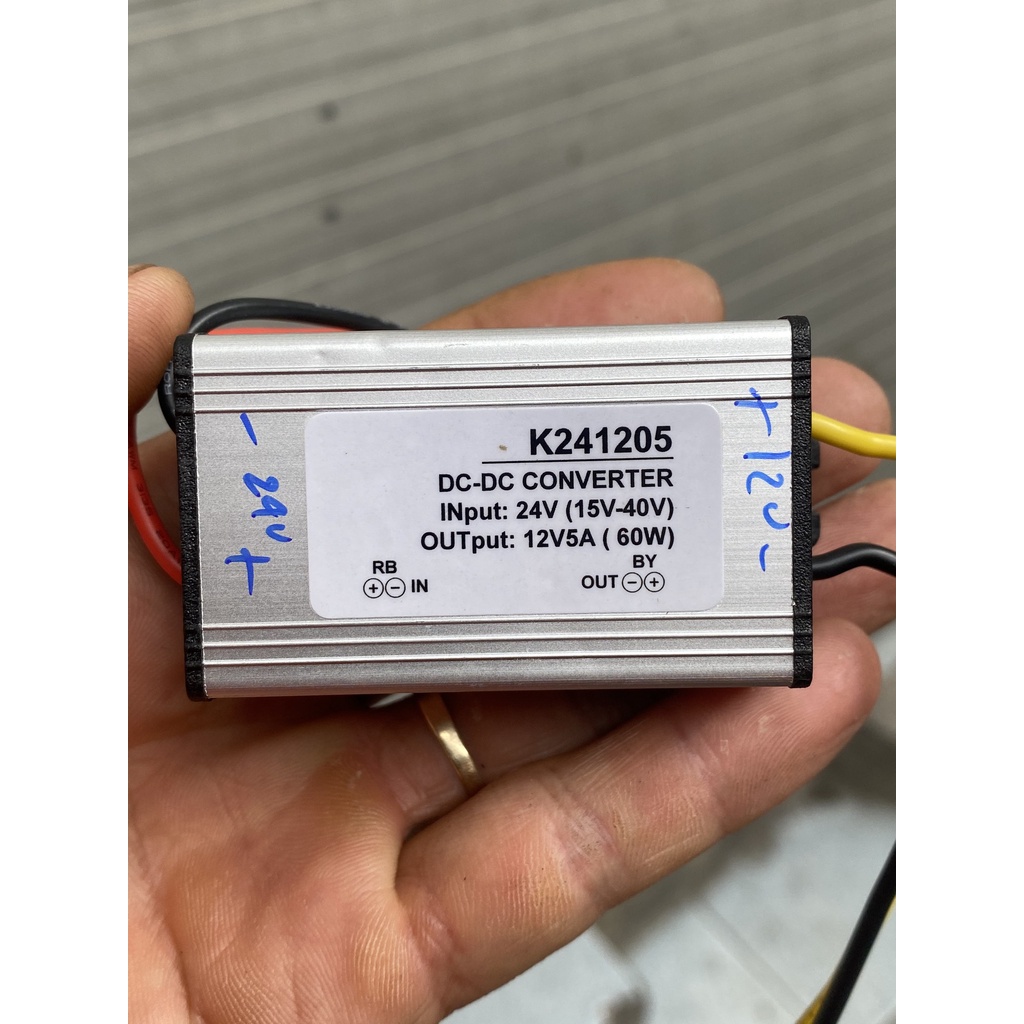 K241205
DC-DC CONVERTER
INput: 24V (15V-40V)
OUTput: 12V5A ( 60W)
RB
⊕⊖ IN
BY
OUT ⊖⊕
- 24V +
+ 12V -